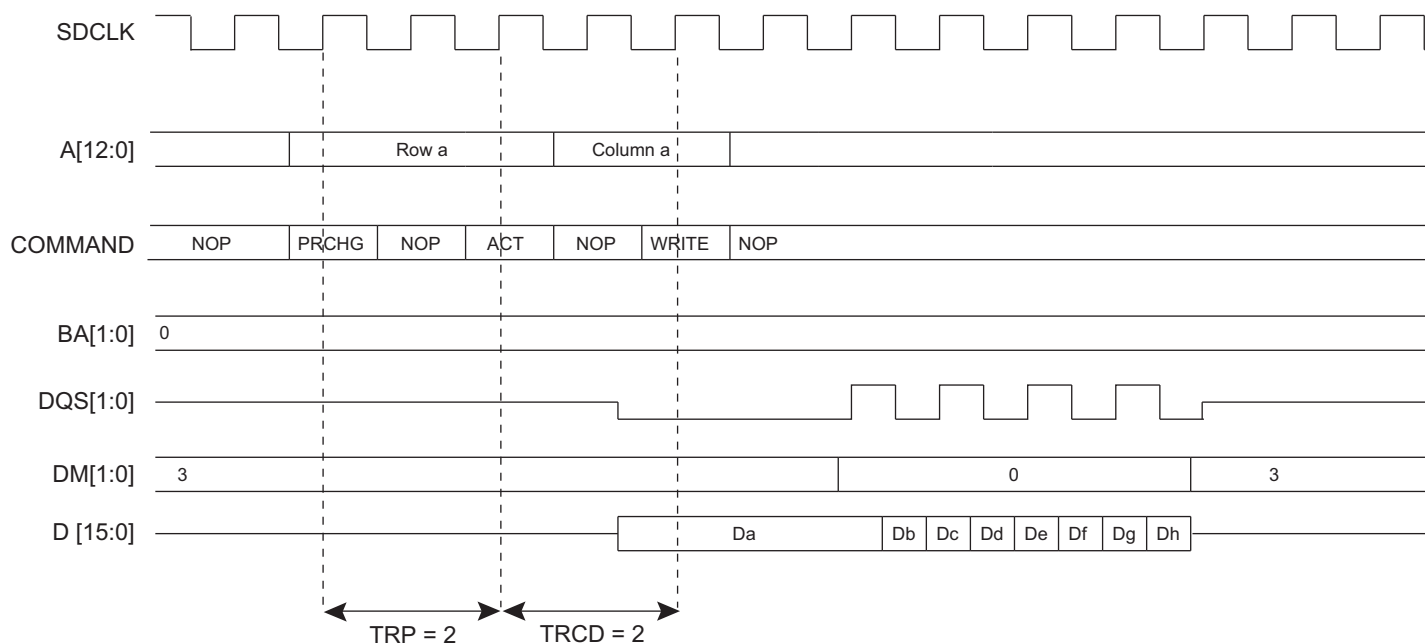 SDCLK
A[12:0] Row a Column a
COMMAND NOP PRCHG NOP ACT NOP WRITE NOP
BA[1:0] 0
DQS[1:0]
DM[1:0] 3 0 3
D [15:0] Da Db Dc Dd De Df Dg Dh
TRP = 2 TRCD = 2